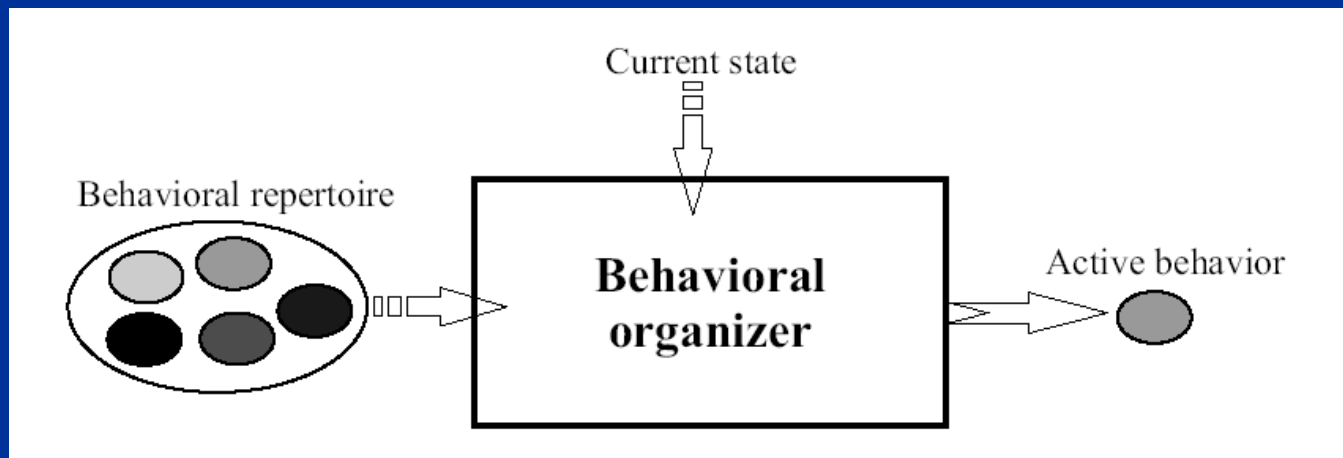 Current state
Behavioral repertoire
Behavioral
organizer
Active behavior